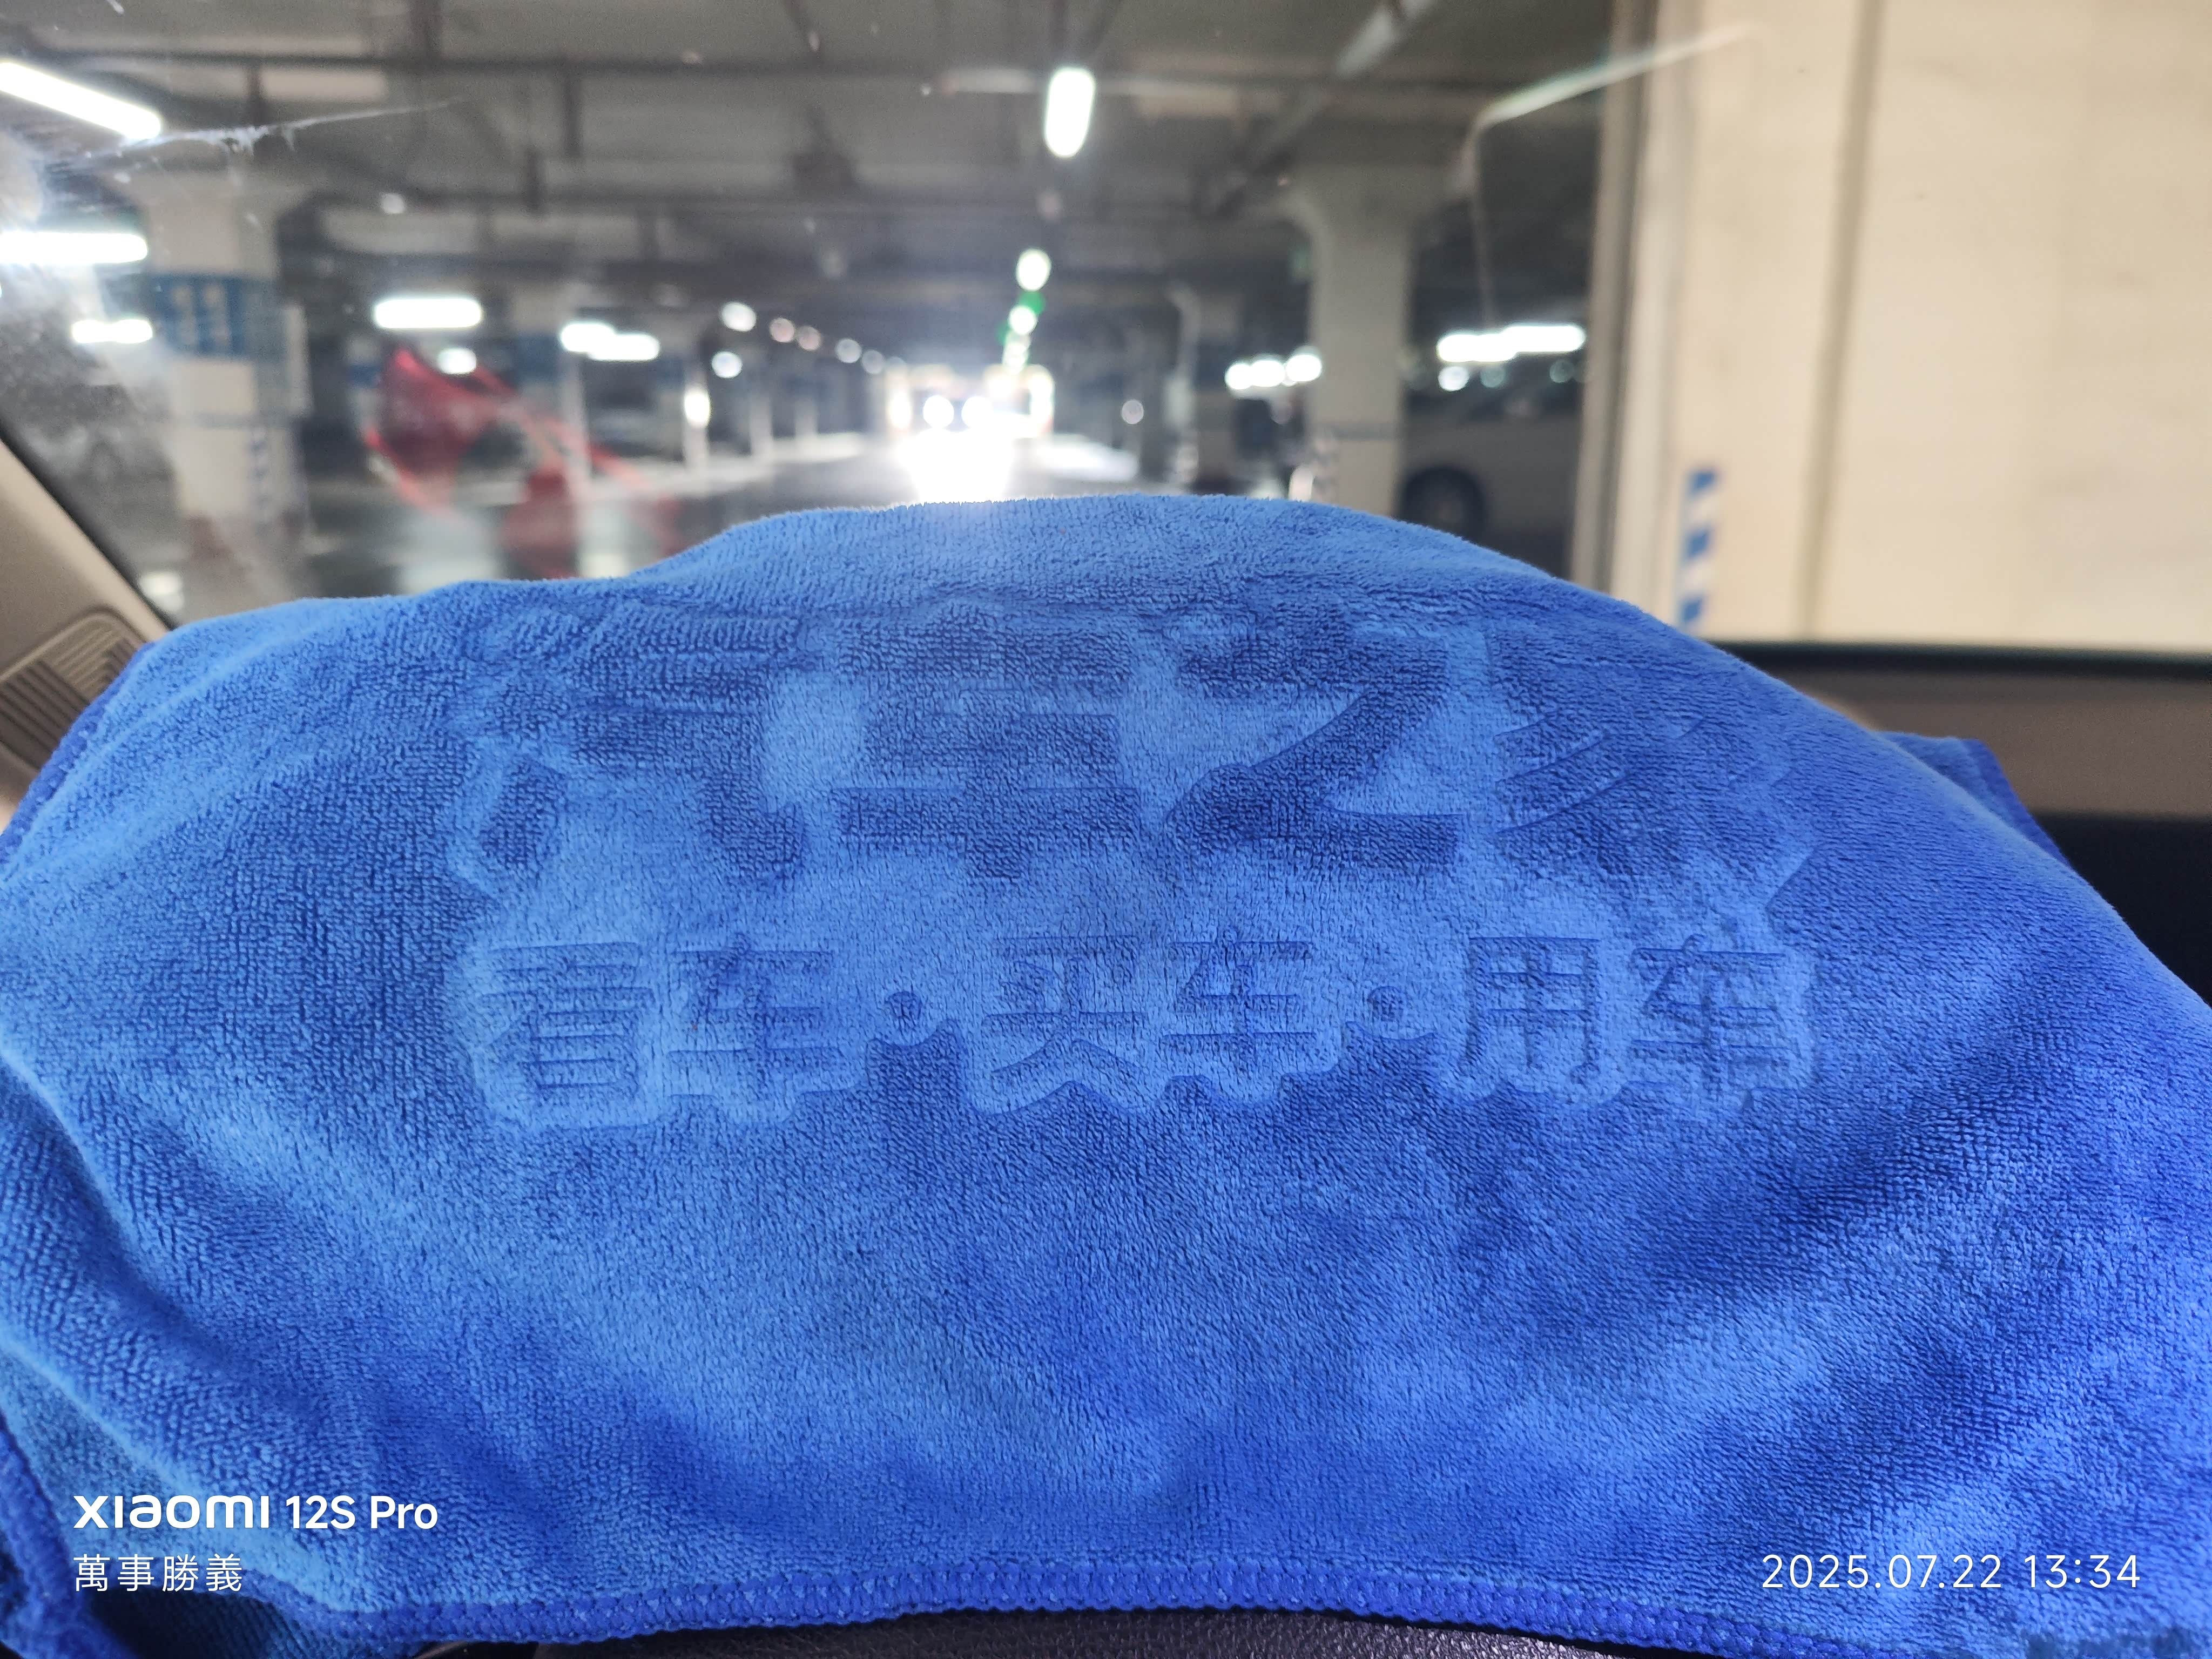 11
汽车之家
看车·买车·用车
xiaomi 12S Pro
萬事勝義
2025.07.22 13:34